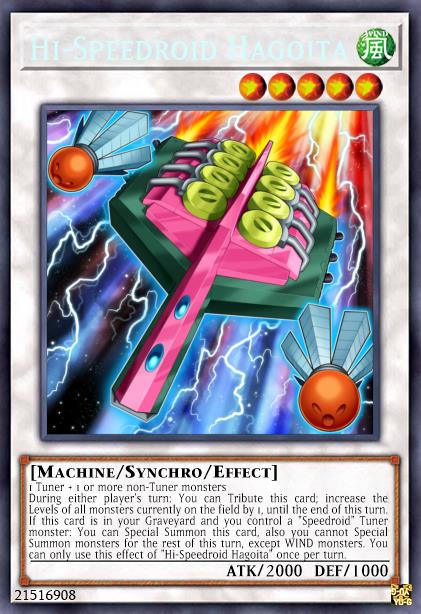 Hi-Speedroid Hagoita
WIND
風
[Machine/Synchro/Effect]
1 Tuner + 1 or more non-Tuner monsters
During either player's turn: You can Tribute this card; increase the
Levels of all monsters currently on the field by 1, until the end of this turn.
If this card is in your Graveyard and you control a "Speedroid" Tuner
monster: You can Special Summon this card, also you cannot Special
Summon monsters for the rest of this turn, except WIND monsters. You
can only use this effect of "Hi-Speedroid Hagoita" once per turn.
ATK/2000 DEF/1000
21516908